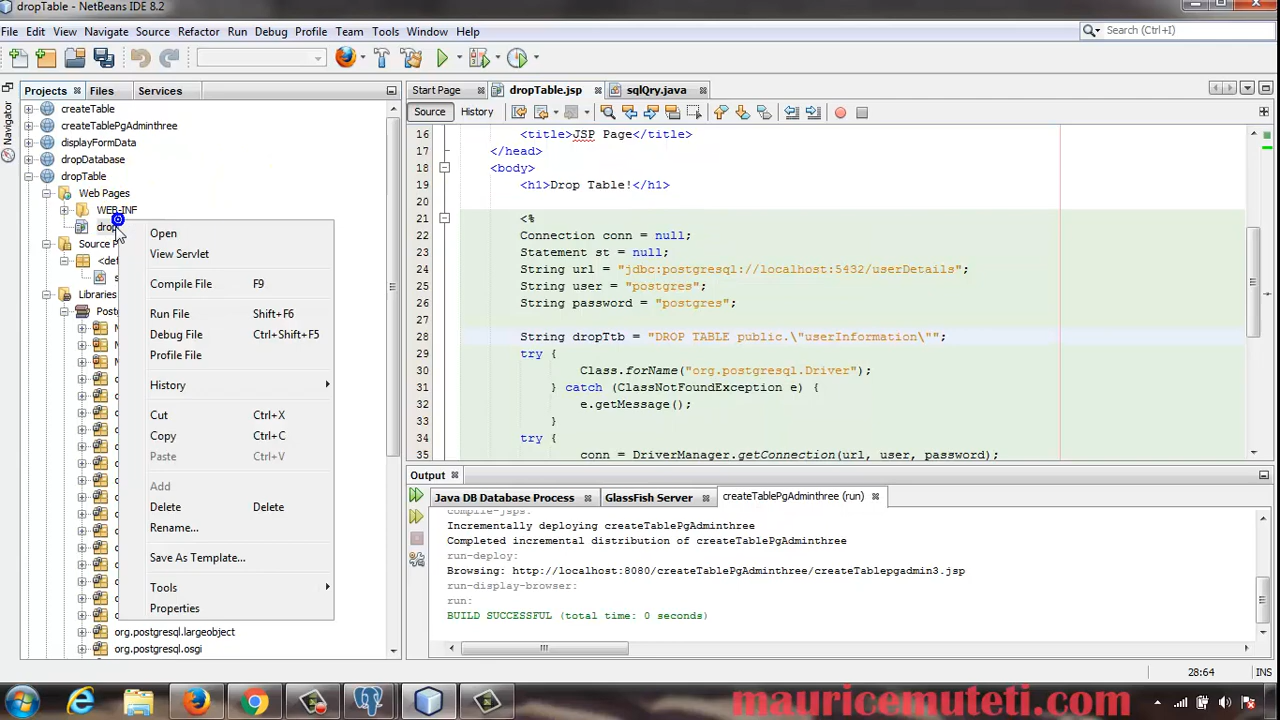 dropTable - NetBeans IDE 8.2
File Edit View Navigate Source Refactor Run Debug Profile Team Tools Window Help
Search (Ctrl+I)
Projects Files Services
Start Page dropTable.jsp sqlQry.java
Source History
Navigator
createTable
createTablePgAdminthree
displayFormData
dropDatabase
dropTable
Web Pages
WEB-INF
drop
Source
<def
Libraries
Post
org.postgresql.largeobject
org.postgresql.osgi
Open
View Servlet
Compile File F9
Run File Shift+F6
Debug File Ctrl+Shift+F5
Profile File
History
Cut Ctrl+X
Copy Ctrl+C
Paste Ctrl+V
Add
Delete Delete
Rename...
Save As Template...
Tools
Properties
16 <title>JSP Page</title>
17 </head>
18 <body>
19 <h1>Drop Table!</h1>
20
21 <%
22 Connection conn = null;
23 Statement st = null;
24 String url = "jdbc:postgresql://localhost:5432/userDetails";
25 String user = "postgres";
26 String password = "postgres";
27
28 String dropTtb = "DROP TABLE public.\"userInformation\"";
29 try {
30 Class.forName("org.postgresql.Driver");
31 } catch (ClassNotFoundException e) {
32 e.getMessage();
33 }
34 try {
35 conn = DriverManager.getConnection(url, user, password);
Output
Java DB Database Process GlassFish Server createTablePgAdminthree (run)
compile-jsps:
Incrementally deploying createTablePgAdminthree
Completed incremental distribution of createTablePgAdminthree
run-deploy:
Browsing: http://localhost:8080/createTablePgAdminthree/createTablepgadmin3.jsp
run-display-browser:
run:
BUILD SUCCESSFUL (total time: 0 seconds)
28:64 INS
mauricemuteti.com